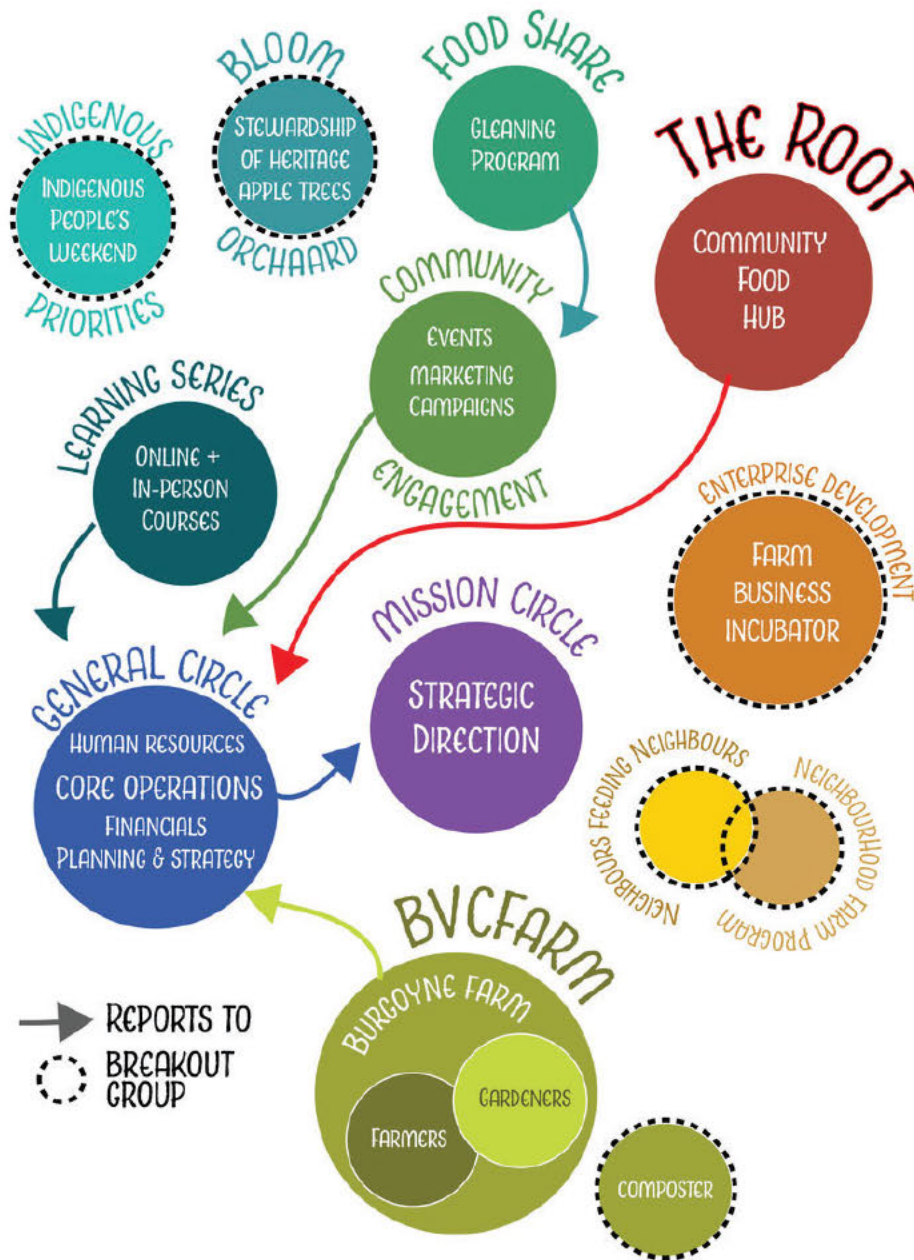 INDIGENOUS
INDIGENOUS
PEOPLE'S
WEEKEND
PRIORITIES
BLOOM
STEWARDSHIP
OF HERITAGE
APPLE TREES
ORCHAARD
FOOD SHARE
GLEANING
PROGRAM
THE ROOT
COMMUNITY
FOOD
HUB
COMMUNITY
EVENTS
MARKETING
CAMPAIGNS
ENGAGEMENT
LEARNING SERIES
ONLINE +
IN-PERSON
COURSES
ENTERPRISE DEVELOPMENT
FARM
BUSINESS
INCUBATOR
MISSION CIRCLE
STRATEGIC
DIRECTION
GENERAL CIRCLE
HUMAN RESOURCES
CORE OPERATIONS
FINANCIALS
PLANNING & STRATEGY
NEIGHBOURS FEEDING NEIGHBOURS
NEIGHBOURHOOD FARM PROGRAM
BVCFARM
BURGOYNE FARM
GARDENERS
FARMERS
COMPOSTER
REPORTS TO
BREAKOUT
GROUP